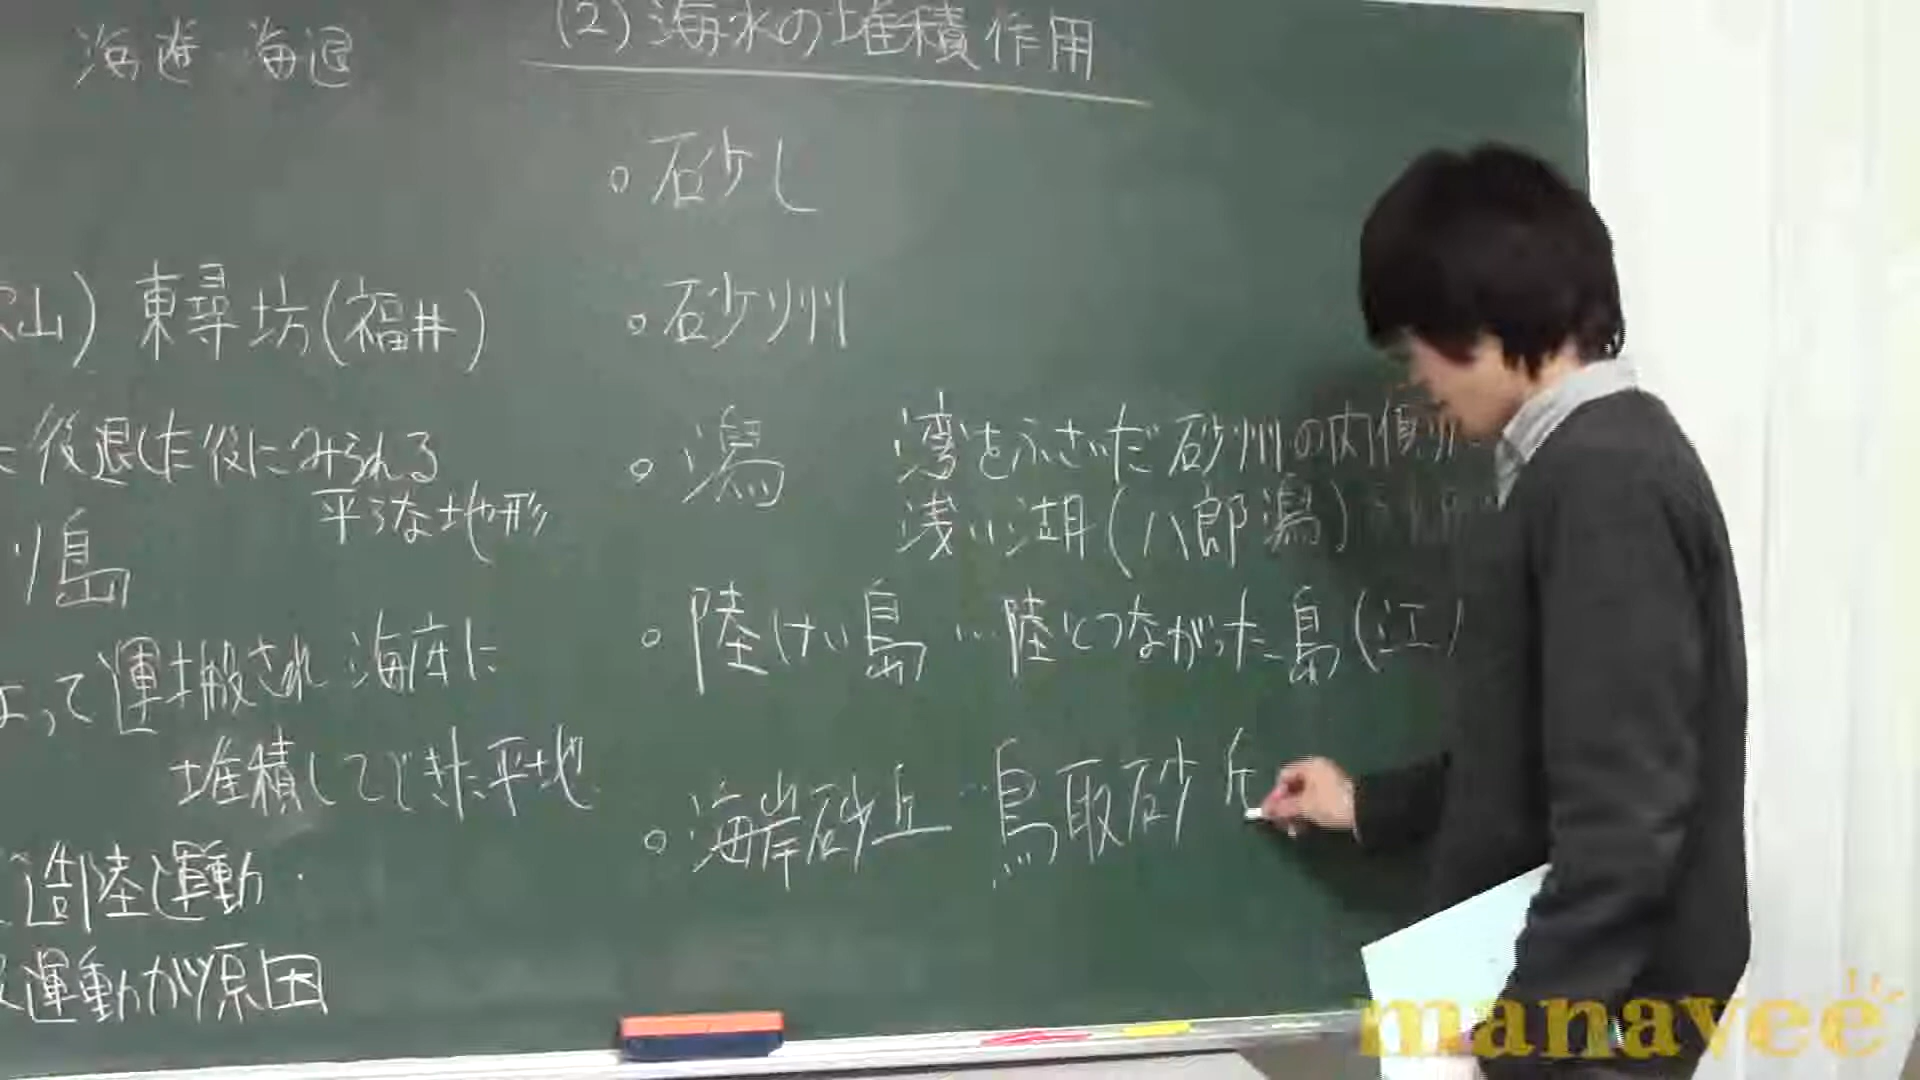 海進 海退
山) 東尋坊(福井)
後退した後にみられる
平らな地形
リ島
よって運搬され海底に
堆積してできた平地
造陸運動
運動が原因
(2)海水の堆積作用
○砂し
○砂州
○潟 湾をふさいだ砂州の内側
浅い湖(八郎潟)
○陸けい島…陸とつながった島(江ノ
○海岸砂丘…鳥取砂丘
manavee